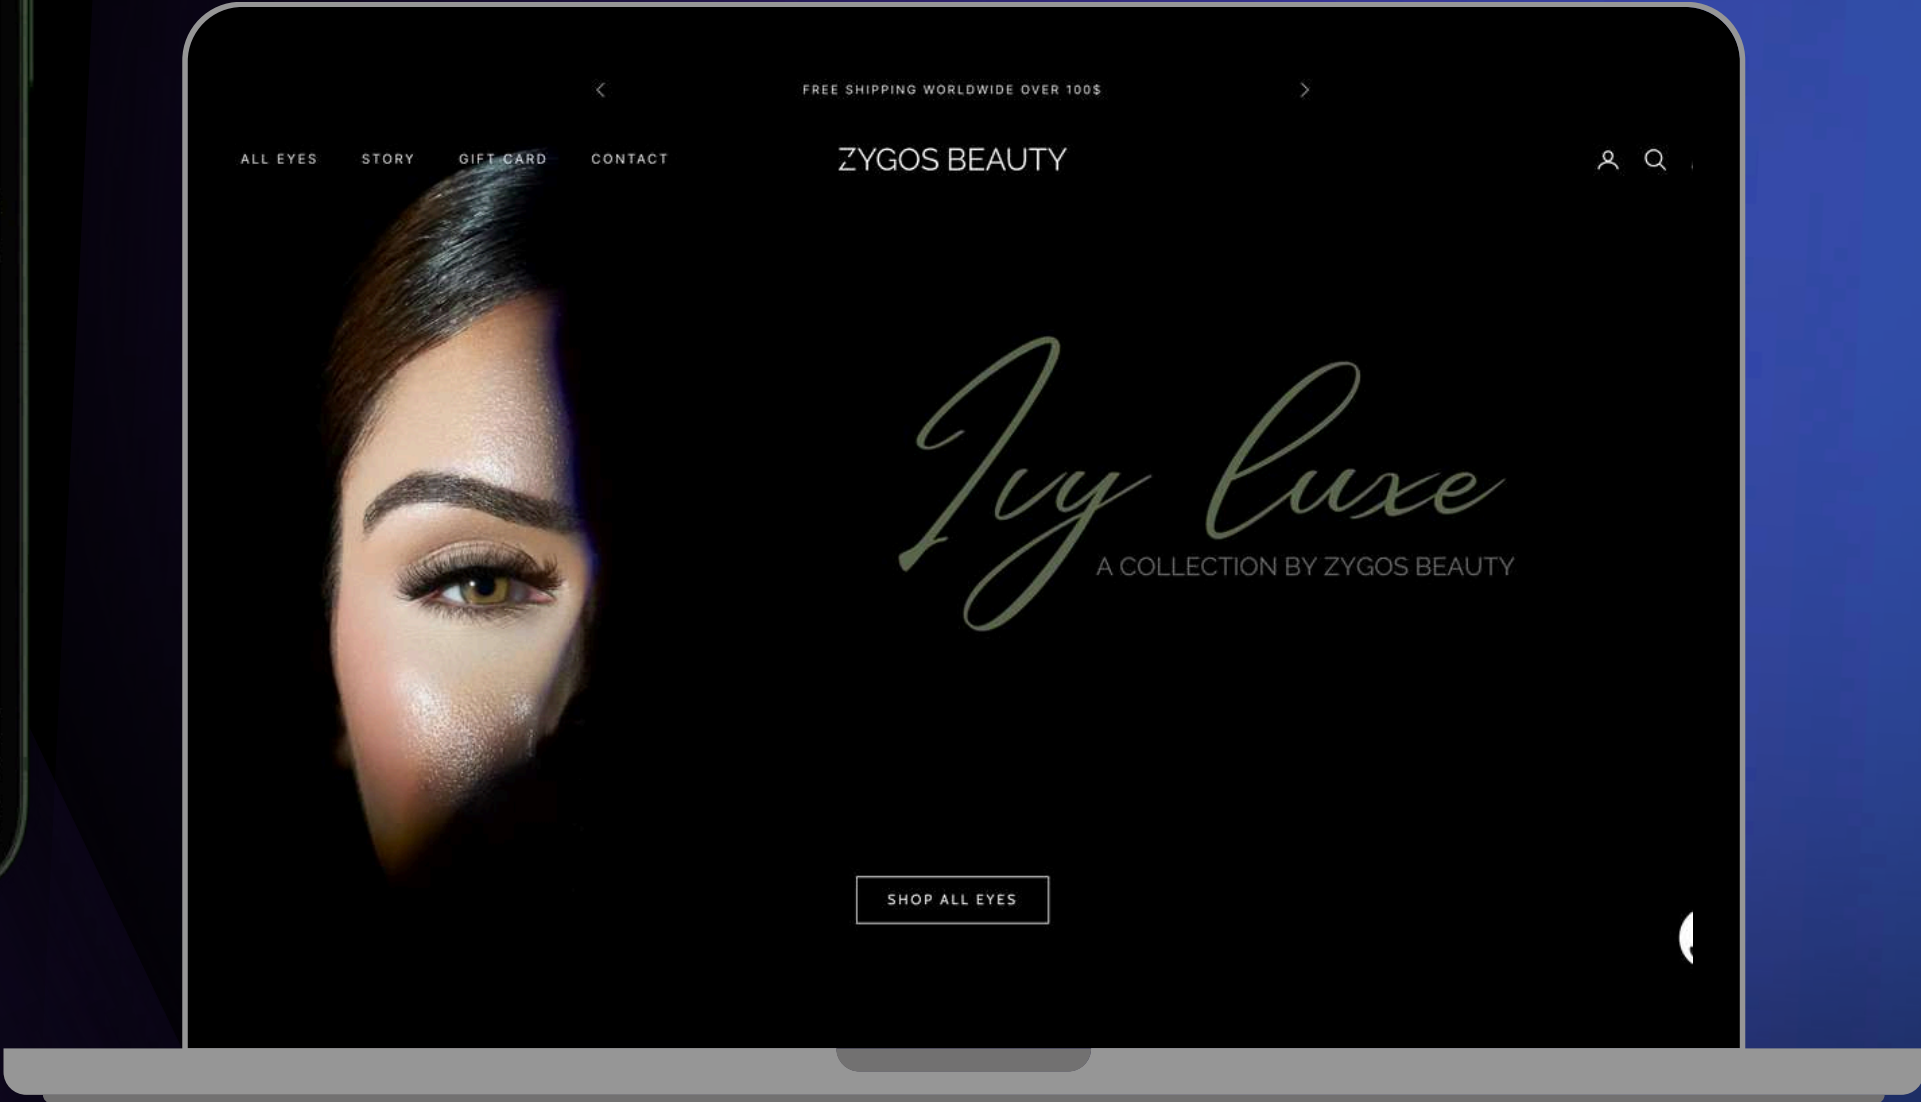 FREE SHIPPING WORLDWIDE OVER 100$
ALL EYES STORY GIFT CARD CONTACT ZYGOS BEAUTY
Ivy luxe
A COLLECTION BY ZYGOS BEAUTY
SHOP ALL EYES